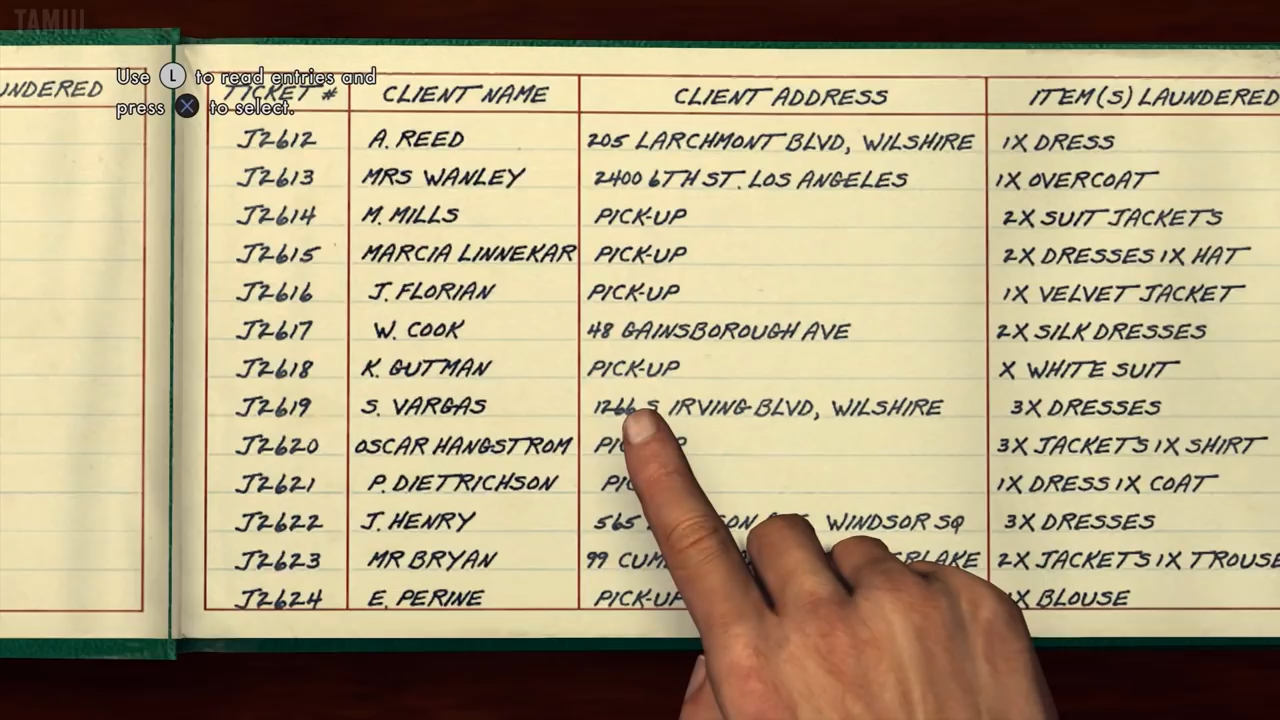 TAMIII
Use L to read entries and
press X to select.
UNDERED TICKET # CLIENT NAME CLIENT ADDRESS ITEM(S) LAUNDERED
J2612 A. REED 205 LARCHMONT BLVD, WILSHIRE 1X DRESS
J2613 MRS WANLEY 2400 6TH ST. LOS ANGELES 1X OVERCOAT
J2614 M. MILLS PICK-UP 2X SUIT JACKET'S
J2615 MARCIA LINNEKAR PICK-UP 2X DRESSES 1X HAT
J2616 J. FLORIAN PICK-UP 1X VELVET JACKET
J2617 W. COOK 48 GAINSBOROUGH AVE 2X SILK DRESSES
J2618 K. GUTMAN PICK-UP X WHITE SUIT
J2619 S. VARGAS 1266 S IRVING BLVD, WILSHIRE 3X DRESSES
J2620 OSCAR HANGSTROM 3X JACKET'S 1X SHIRT
J2621 P. DIETRICHSON 1X DRESS 1X COAT
J2622 J. HENRY 565 WINDSOR SQ 3X DRESSES
J2623 MR BRYAN 99 2X JACKET'S 1X TROUSE
J2624 E. PERINE PICK-UP X BLOUSE